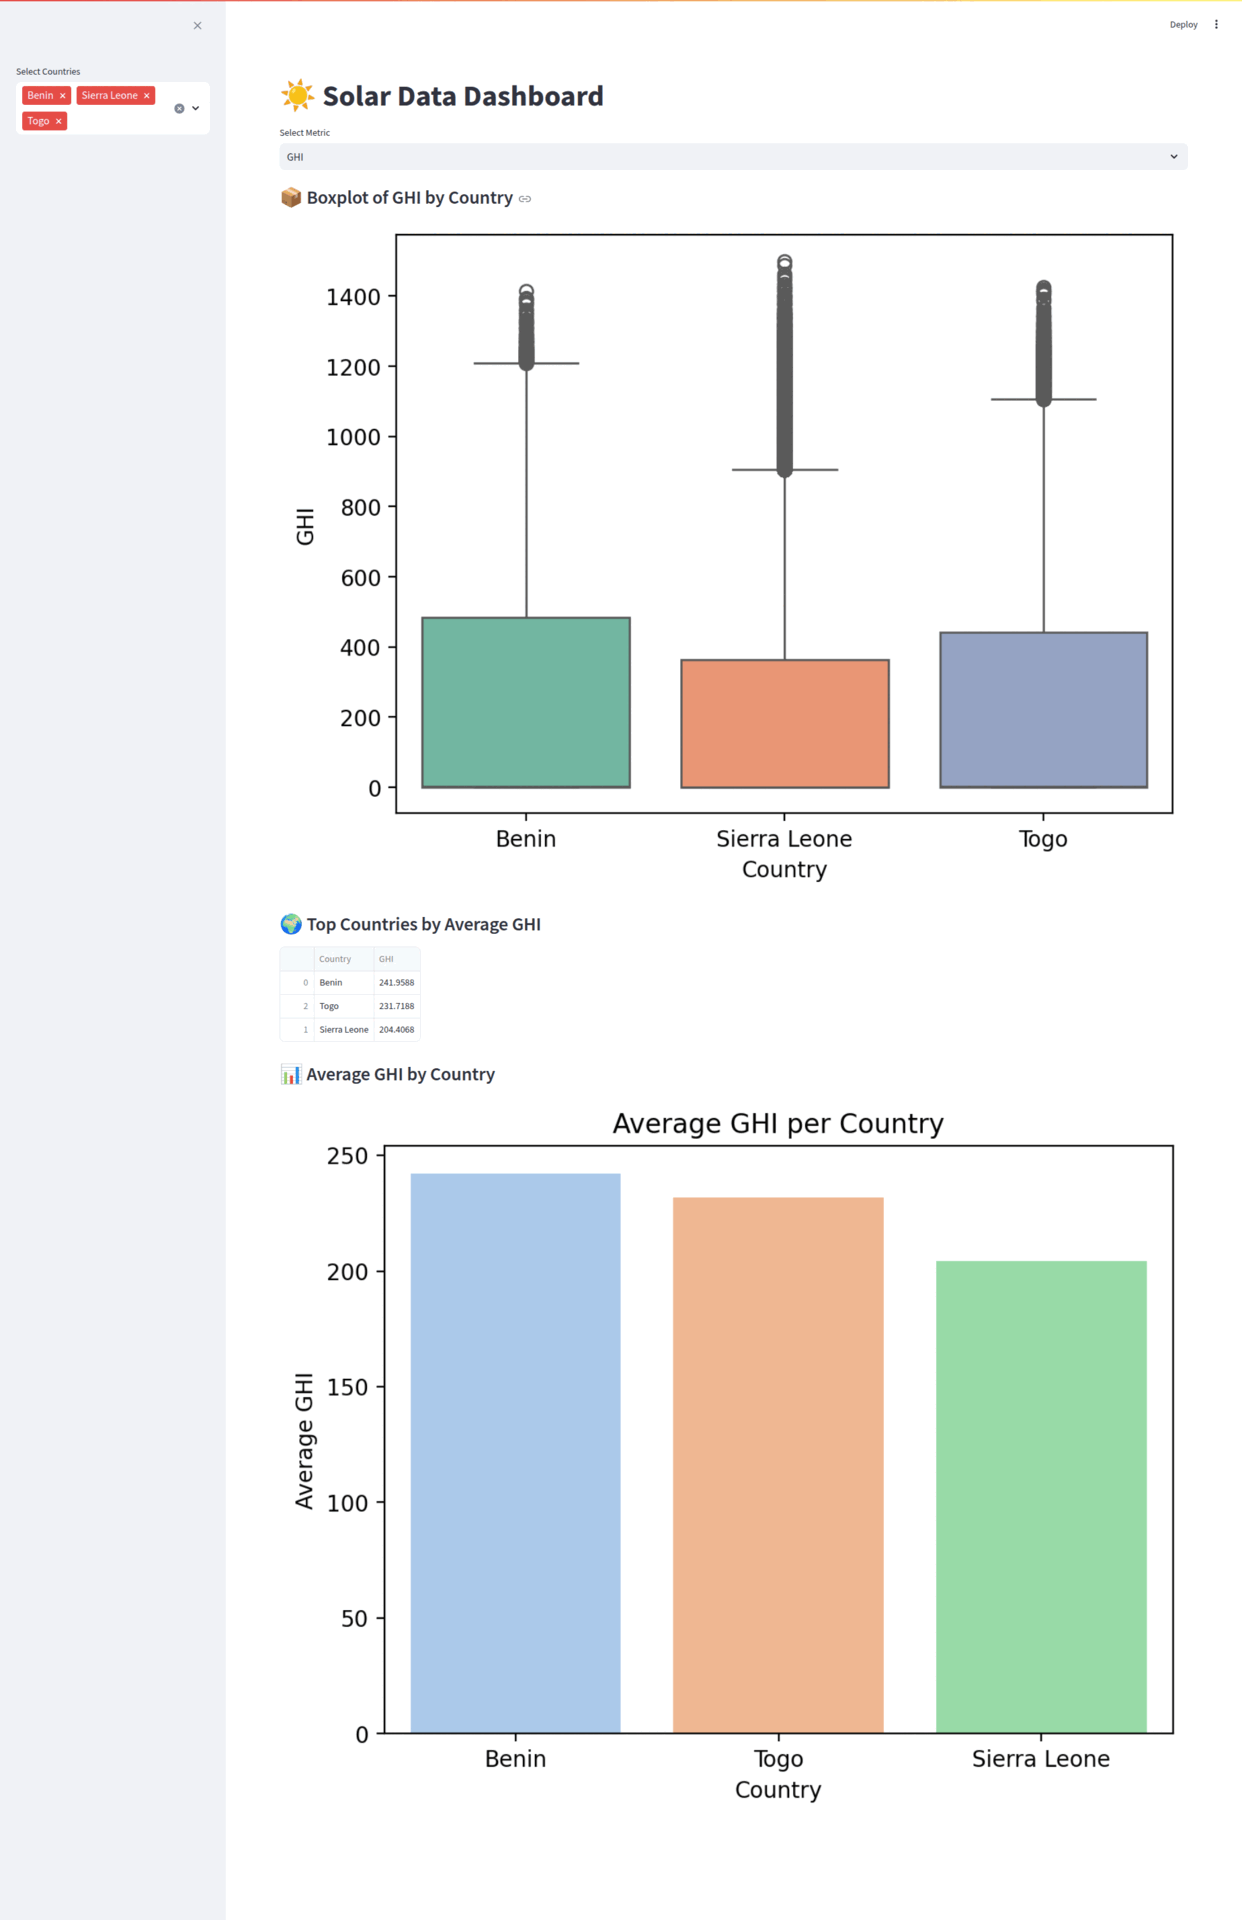 Deploy
Select Countries
Benin Sierra Leone
Togo
Solar Data Dashboard
Select Metric
GHI
Boxplot of GHI by Country
1400
1200
1000
800
600
400
200
0
GHI
Benin Sierra Leone Togo
Country
Top Countries by Average GHI
Country GHI
0 Benin 241.9588
2 Togo 231.7188
1 Sierra Leone 204.4068
Average GHI by Country
Average GHI per Country
250
200
150
100
50
0
Average GHI
Benin Togo Sierra Leone
Country